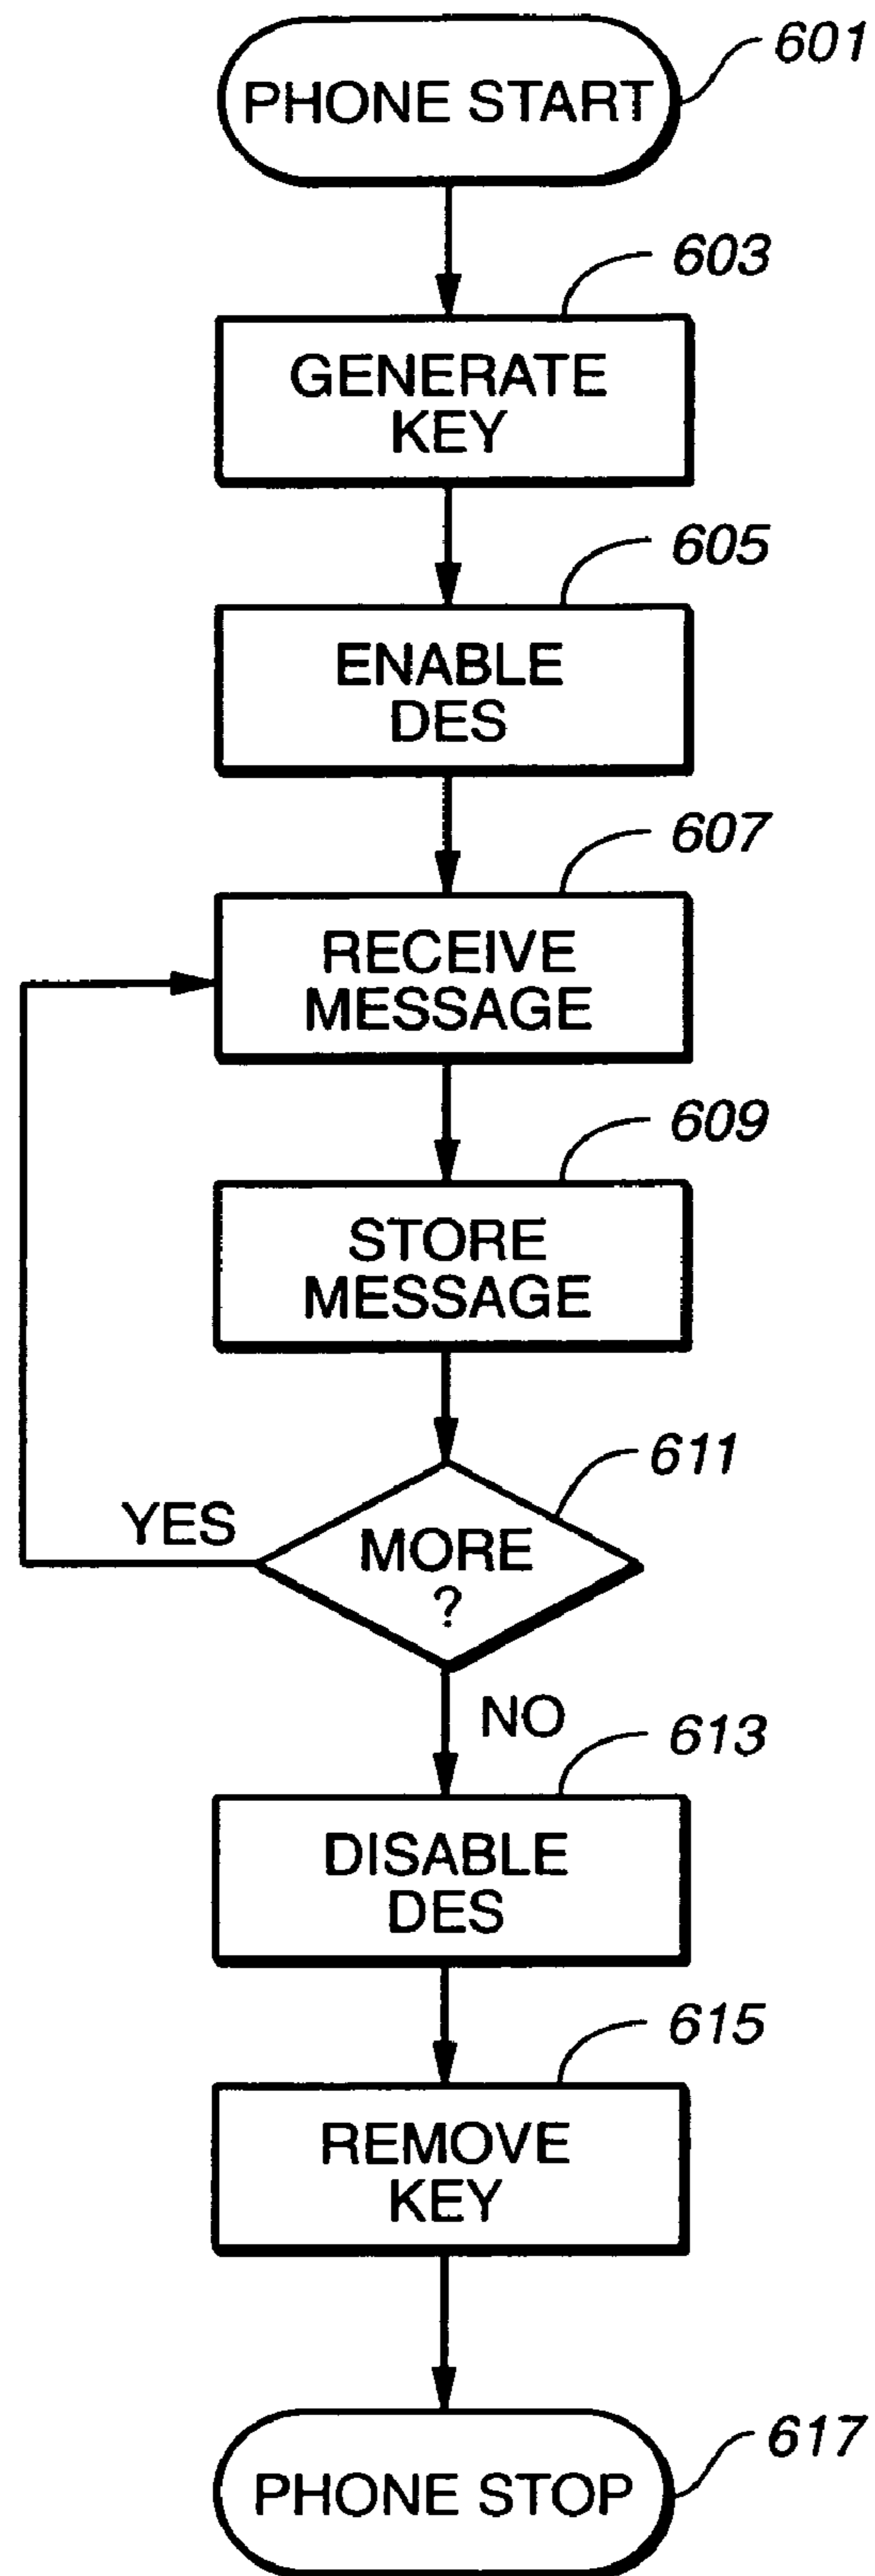 601
PHONE START
603
GENERATE
KEY
605
ENABLE
DES
607
RECEIVE
MESSAGE
609
STORE
MESSAGE
611
YES
MORE
?
NO
613
DISABLE
DES
615
REMOVE
KEY
617
PHONE STOP